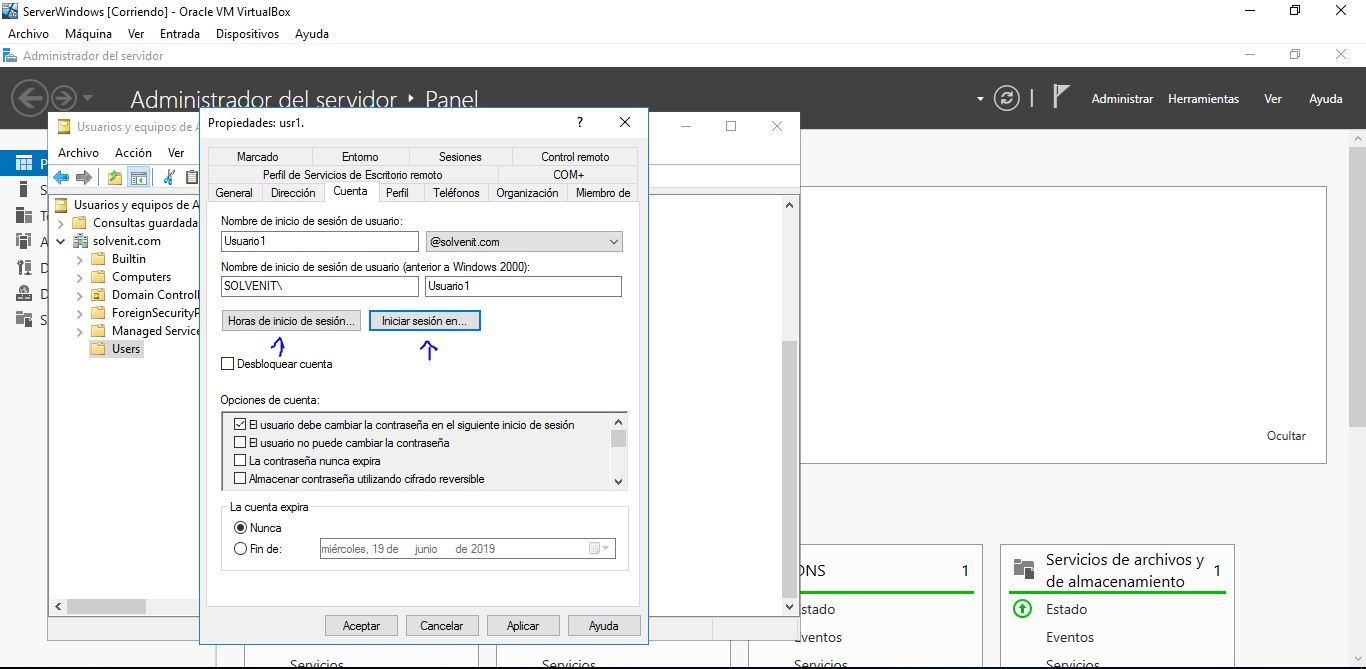 ServerWindows [Corriendo] - Oracle VM VirtualBox
Archivo Máquina Ver Entrada Dispositivos Ayuda
Administrador del servidor
Administrador del servidor Panel
Administrar Herramientas Ver Ayuda
Usuarios y equipos de A
Archivo Acción Ver
Usuarios y equipos de A
Consultas guardada
solvenit.com
Builtin
Computers
Domain Controll
ForeignSecurityP
Managed Service
Users
P
S
T
A
D
D
S
Propiedades: usr1.
?
Marcado Entorno Sesiones Control remoto
Perfil de Servicios de Escritorio remoto COM+
General Dirección Cuenta Perfil Teléfonos Organización Miembro de
Nombre de inicio de sesión de usuario:
Usuario1 @solvenit.com
Nombre de inicio de sesión de usuario (anterior a Windows 2000):
SOLVENIT\ Usuario1
Horas de inicio de sesión... Iniciar sesión en...
Desbloquear cuenta
Opciones de cuenta:
El usuario debe cambiar la contraseña en el siguiente inicio de sesión
El usuario no puede cambiar la contraseña
La contraseña nunca expira
Almacenar contraseña utilizando cifrado reversible
La cuenta expira
Nunca
Fin de: miércoles, 19 de junio de 2019
Aceptar Cancelar Aplicar Ayuda
Ocultar
DNS 1
stado
ventos
Servicios
Servicios de archivos y
de almacenamiento 1
Estado
Eventos
Servicios
Servicios
Servicios